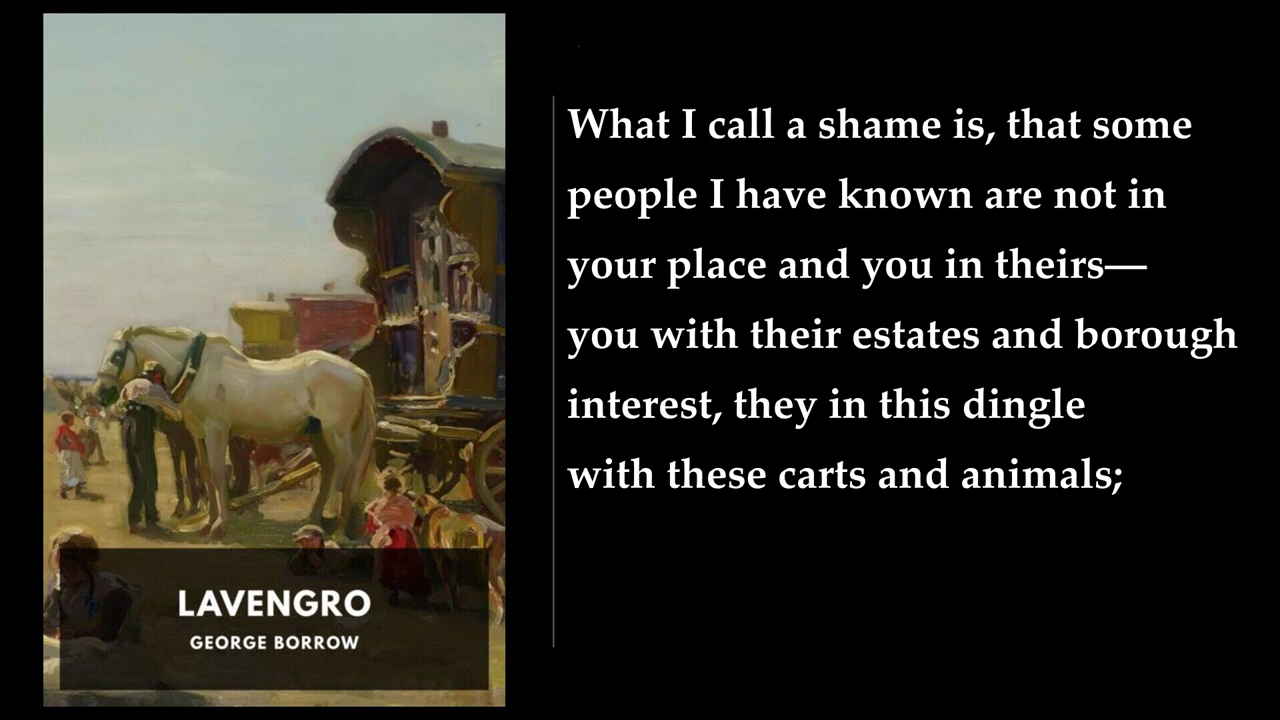 LAVENGRO
GEORGE BORROW
What I call a shame is, that some
people I have known are not in
your place and you in theirs—
you with their estates and borough
interest, they in this dingle
with these carts and animals;